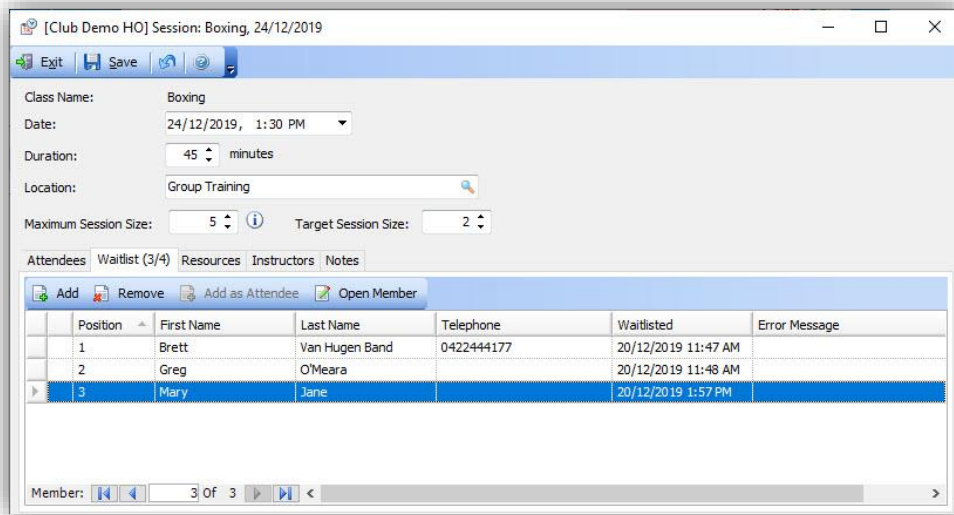 [Club Demo HO] Session: Boxing, 24/12/2019
Exit Save
Class Name: Boxing
Date: 24/12/2019, 1:30 PM
Duration: 45 minutes
Location: Group Training
Maximum Session Size: 5 Target Session Size: 2
Attendees Waitlist (3/4) Resources Instructors Notes
Add Remove Add as Attendee Open Member
Position First Name Last Name Telephone Waitlisted Error Message
1 Brett Van Hugen Band 0422444177 20/12/2019 11:47 AM
2 Greg O'Meara 20/12/2019 11:48 AM
3 Mary Jane 20/12/2019 1:57 PM
Member: 3 Of 3